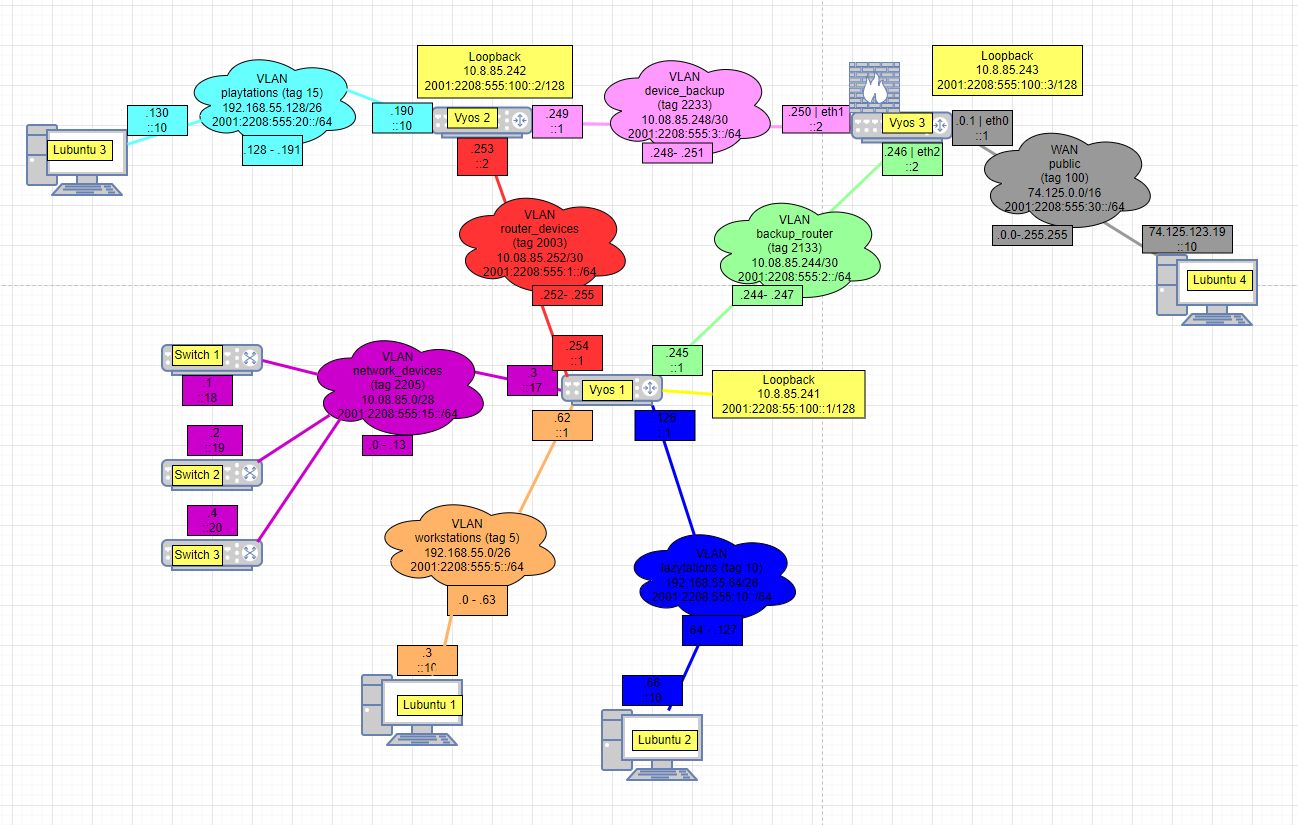 Loopback
10.8.85.242
2001:2208:555:100::2/128
Loopback
10.8.85.243
2001:2208:555:100::3/128
VLAN
playtations (tag 15)
192.168.55.128/26
2001:2208:555:20::/64
.128 - .191
.130
::10
Lubuntu 3
.190
::10
Vyos 2
.249
::1
.253
::2
VLAN
device_backup
(tag 2233)
10.08.85.248/30
2001:2208:555:3::/64
.248- .251
.250 | eth1
::2
Vyos 3
.0.1 | eth0
::1
.246 | eth2
::2
WAN
public
(tag 100)
74.125.0.0/16
2001:2208:555:30::/64
.0.0-.255.255
74.125.123.19
::10
Lubuntu 4
VLAN
router_devices
(tag 2003)
10.08.85.252/30
2001:2208:555:1::/64
.252- .255
VLAN
backup_router
(tag 2133)
10.08.85.244/30
2001:2208:555:2::/64
.244- .247
.254
::1
.245
::1
Switch 1
.1
::18
VLAN
network_devices
(tag 2205)
10.08.85.0/28
2001:2208:555:15::/64
.0 - .13
.3
::17
Vyos 1
Loopback
10.8.85.241
2001:2208:55:100::1/128
.2
::19
Switch 2
.4
::20
Switch 3
.62
::1
.126
::1
VLAN
workstations (tag 5)
192.168.55.0/26
2001:2208:555:5::/64
.0 - .63
VLAN
lazytations (tag 10)
192.168.55.64/26
2001:2208:555:10::/64
.64 - .127
.3
::10
Lubuntu 1
.66
::10
Lubuntu 2